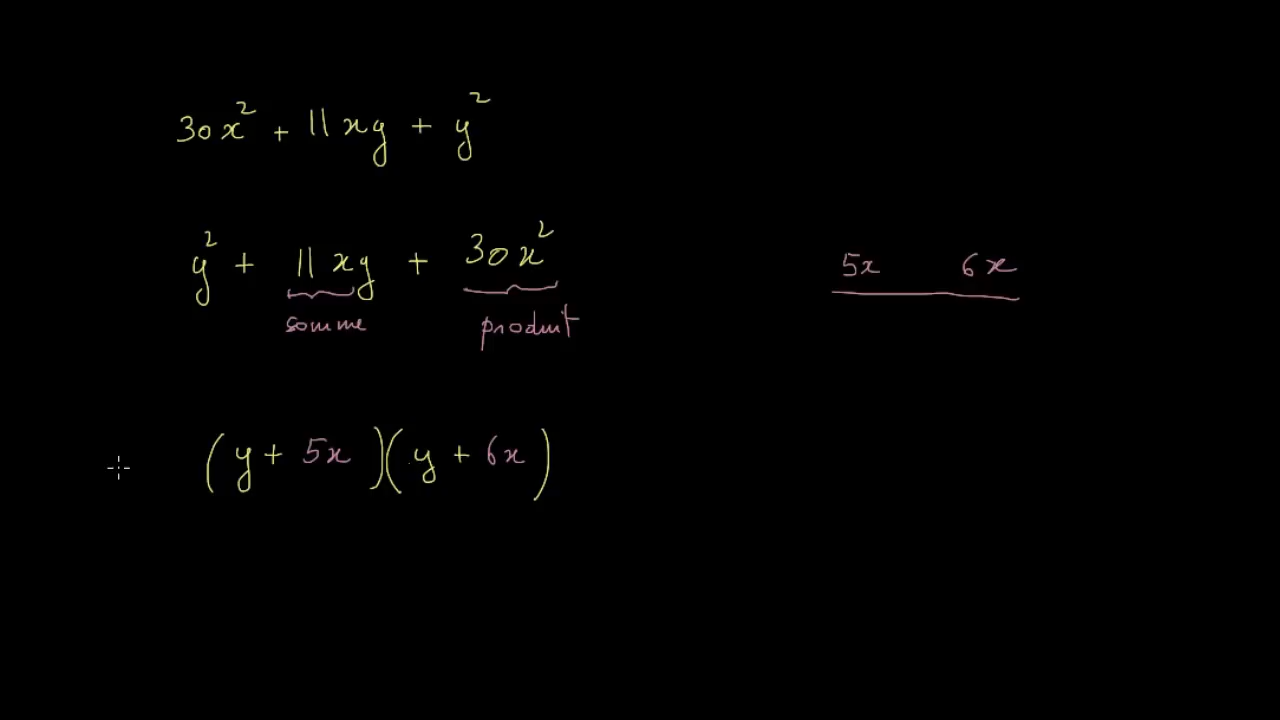 30x² + 11xy + y²
y² + 11xy + 30x²
somme produit
5x 6x
(y + 5x)(y + 6x)